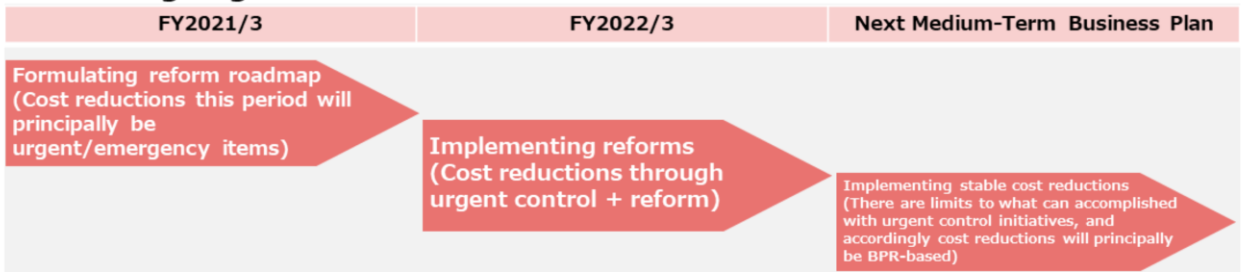 FY2021/3
FY2022/3
Next Medium-Term Business Plan
Formulating reform roadmap
(Cost reductions this period will
principally be
urgent/emergency items)
Implementing reforms
(Cost reductions through
urgent control + reform)
Implementing stable cost reductions
(There are limits to what can accomplished
with urgent control initiatives, and
accordingly cost reductions will principally
be BPR-based)